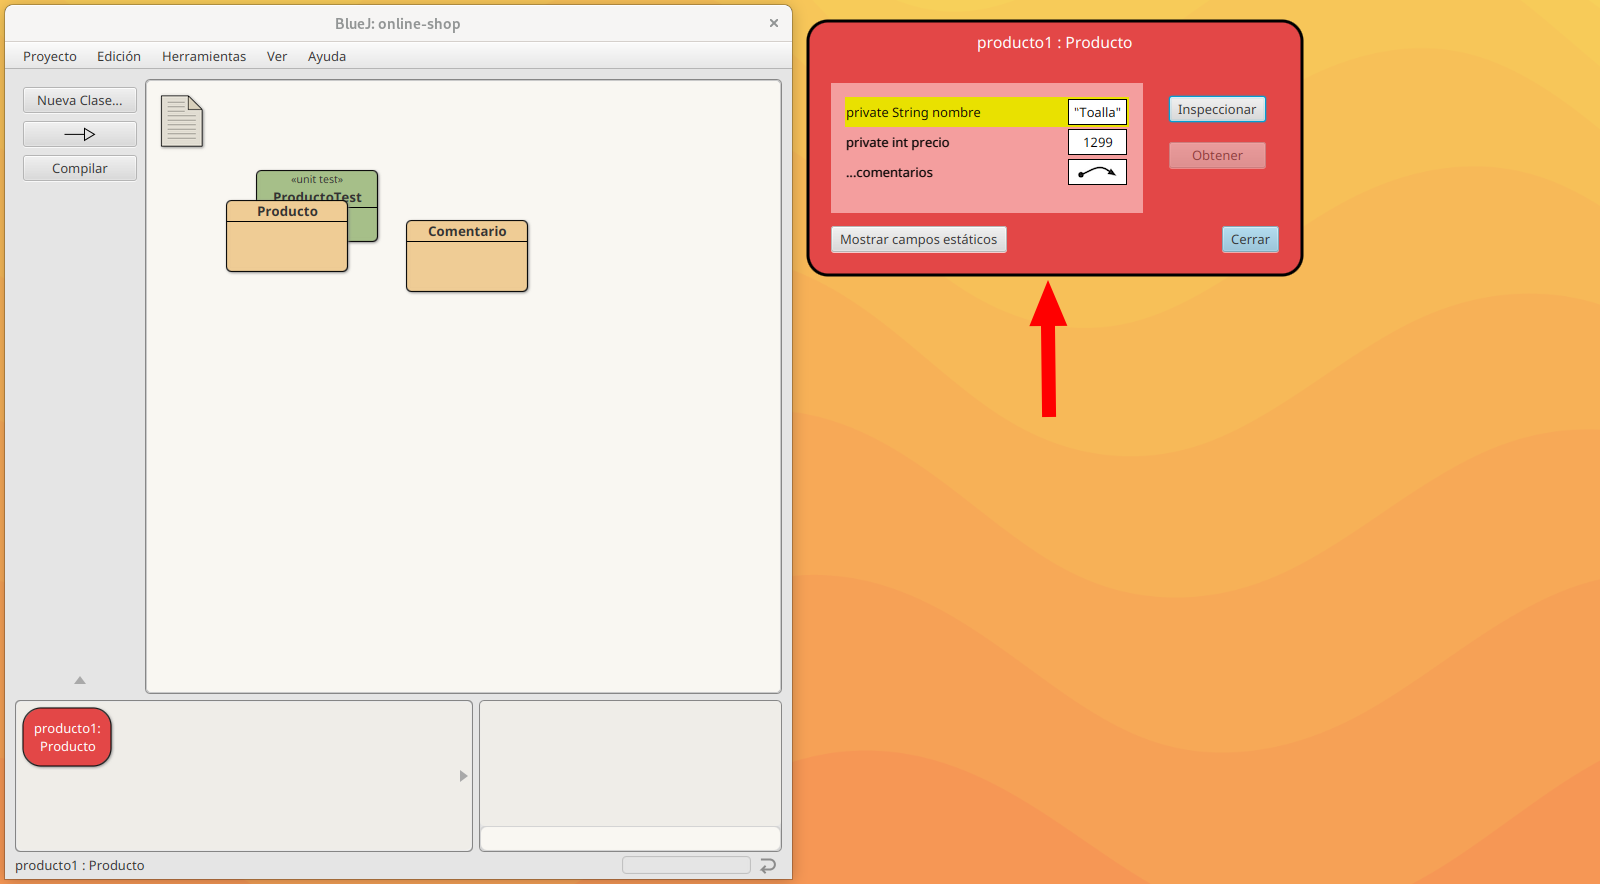 BlueJ: online-shop
Proyecto Edición Herramientas Ver Ayuda
Nueva Clase...
Compilar
«unit test»
ProductoTest
Producto
Comentario
producto1:
Producto
producto1 : Producto
producto1 : Producto
private String nombre "Toalla"
private int precio 1299
...comentarios
Inspeccionar
Obtener
Mostrar campos estáticos
Cerrar